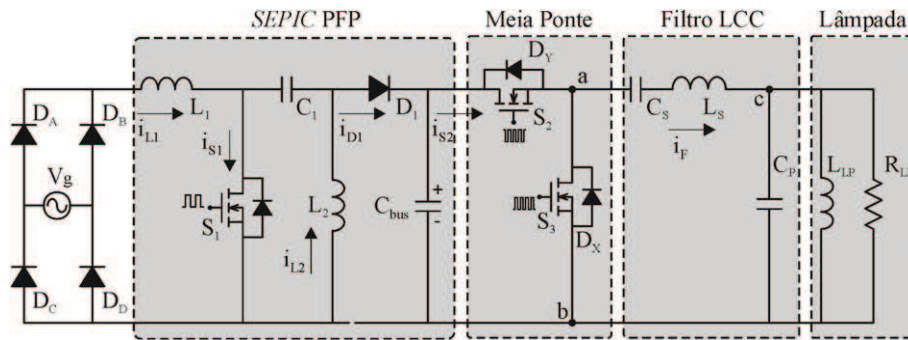 SEPIC PFP
Meia Ponte
Filtro LCC
Lâmpada
D_Y
a
D_A
D_B
i_L1
L_1
C_1
i_D1
D_1
i_S2
S_2
C_S
L_S
i_F
c
V_g
i_S1
S_1
L_2
i_L2
C_bus
+
-
S_3
D_X
C_P
L_LP
D_C
D_D
b